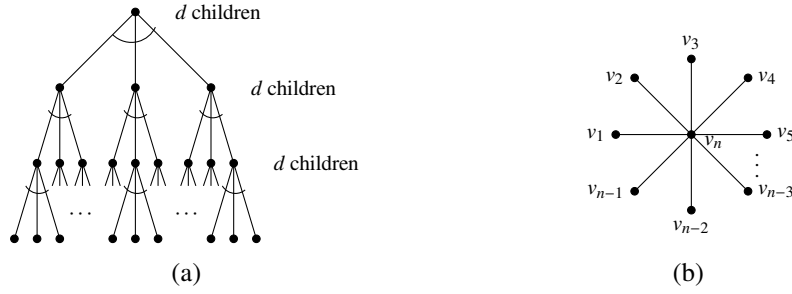 d children
d children
d children
. . .
. . .
(a)
v₃
v₂
v₄
v₁
vₙ
v₅
vₙ₋₁
vₙ₋₃
vₙ₋₂
(b)